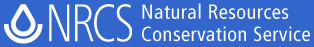 NRCS Natural Resources
Conservation Service